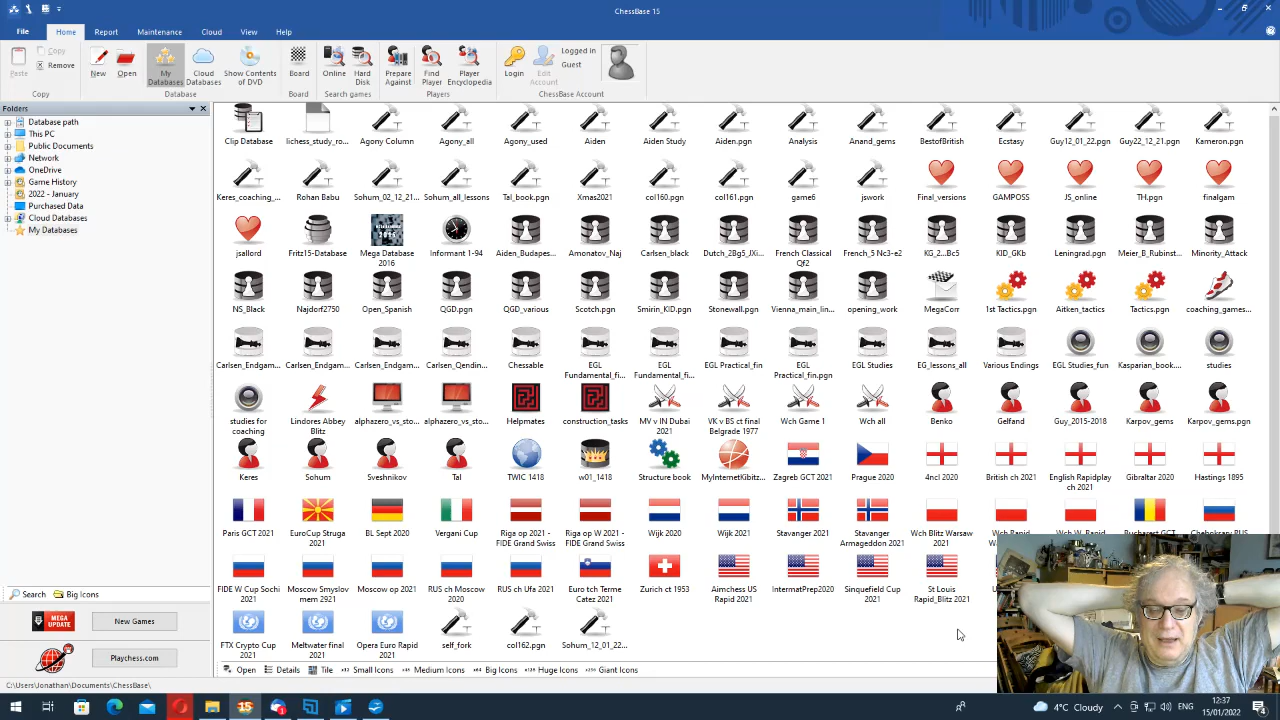 ChessBase 15
File Home Report Maintenance Cloud View Help
Paste Copy Remove New Open My Databases Cloud Databases Show Contents of DVD Board Online Hard Disk Prepare Against Find Player Player Encyclopedia Login Edit Account Logged in Guest
Copy Database Board Search games Players ChessBase Account
Folders
Database path
This PC
Public Documents
Network
OneDrive
Game History
2022 - January
Purchased Data
Cloud Databases
My Databases
Search Big Icons
MEGA UPDATE New Games
Playchess.com
Clip Database lichess_study_ro... Agony Column Agony_all Agony_used Aiden Aiden Study Aiden.pgn Analysis Anand_gems BestofBritish Ecstasy Guy12_01_22.pgn Guy22_12_21.pgn Kameron.pgn
Keres_coaching_... Rohan Babu Sohum_02_12_21... Sohum_all_lessons Tal_book.pgn Xmas2021 col160.pgn col161.pgn game6 jswork Final_versions GAMPOSS JS_online TH.pgn finalgam
jsallord Fritz15-Database Mega Database 2016 Informant 1-94 Aiden_Budapes... Amonatov_Naj Carlsen_black Dutch_2Bg5_JXi... French Classical Qf2 French_5 Nc3-e2 KG_2...Bc5 KID_GKb Leningrad.pgn Meier_B_Rubinst... Minority_Attack
NS_Black Najdorf2750 Open_Spanish QGD.pgn QGD_various Scotch.pgn Smirin_KID.pgn Stonewall.pgn Vienna_main_lin... opening_work MegaCorr 1st Tactics.pgn Aitken_tactics Tactics.pgn coaching_games...
Carlsen_Endgam... Carlsen_Endgam... Carlsen_Endgam... Carlsen_Qendin... Chessable EGL Fundamental_fi... EGL Fundamental_fi... EGL Practical_fin EGL Practical_fin.pgn EGL Studies EG_lessons_all Various Endings EGL Studies_fun Kasparian_book.... studies
studies for coaching Lindores Abbey Blitz alphazero_vs_sto... alphazero_vs_sto... Helpmates construction_tasks MV v IN Dubai 2021 VK v BS ct final Belgrade 1977 Wch Game 1 Wch all Benko Gelfand Guy_2015-2018 Karpov_gems Karpov_gems.pgn
Keres Sohum Sveshnikov Tal TWIC 1418 w01_1418 Structure book MyInternetGbitz... Zagreb GCT 2021 Prague 2020 4ncl 2020 British ch 2021 English Rapidplay ch 2021 Gibraltar 2020 Hastings 1895
Paris GCT 2021 EuroCup Struga 2021 BL Sept 2020 Vergani Cup Riga op 2021 - FIDE Grand Swiss Riga op W 2021 - FIDE Grand Swiss Wijk 2020 Wijk 2021 Stavanger 2021 Stavanger Armageddon 2021 Wch Blitz Warsaw 2021
FIDE W Cup Sochi 2021 Moscow Smyslov mem 2921 Moscow op 2021 RUS ch Moscow 2020 RUS ch Ufa 2021 Euro tch Terme Catez 2021 Zurich ct 1953 Aimchess US Rapid 2021 IntermatPrep2020 Sinquefield Cup 2021 St Louis Rapid_Blitz 2021
FTX Crypto Cup 2021 Meltwater final 2021 Opera Euro Rapid 2021 self_fork col162.pgn Sohum_12_01_22...
Open Details Tile Small Icons Medium Icons Big Icons Huge Icons Giant Icons
C:\Users\Jonathan\Documents\ChessBase\
4°C Cloudy ENG 12:37
15/01/2022